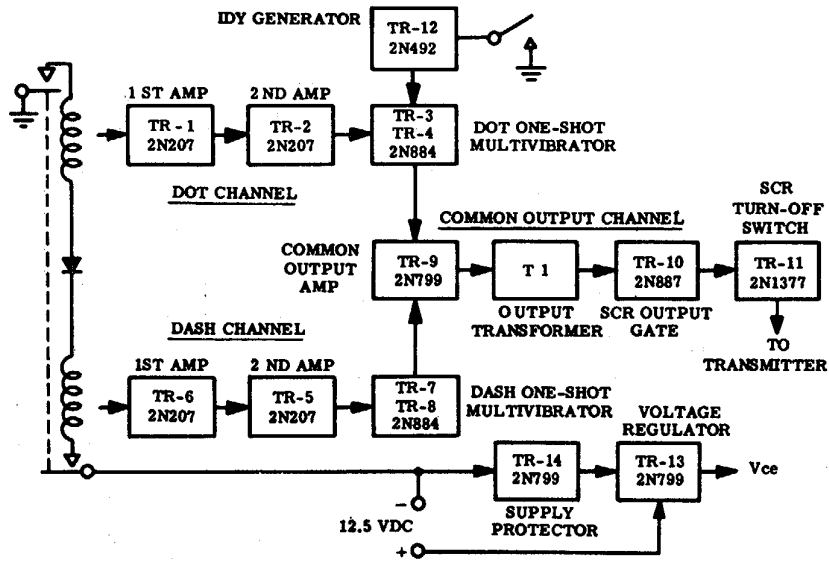 IDY GENERATOR
TR-12
2N492
1 ST AMP
2 ND AMP
TR - 1
2N207
TR-2
2N207
TR-3
TR-4
2N884
DOT ONE-SHOT
MULTIVIBRATOR
DOT CHANNEL
COMMON OUTPUT CHANNEL
SCR
TURN-OFF
SWITCH
COMMON
OUTPUT
AMP
TR-9
2N799
T 1
TR-10
2N887
TR-11
2N1377
OUTPUT
TRANSFORMER
SCR OUTPUT
GATE
TO
TRANSMITTER
DASH CHANNEL
1ST AMP
2 ND AMP
TR-6
2N207
TR-5
2N207
TR-7
TR-8
2N884
DASH ONE-SHOT
MULTIVIBRATOR
VOLTAGE
REGULATOR
TR-14
2N799
TR-13
2N799
Vce
SUPPLY
PROTECTOR
-
12.5 VDC
+